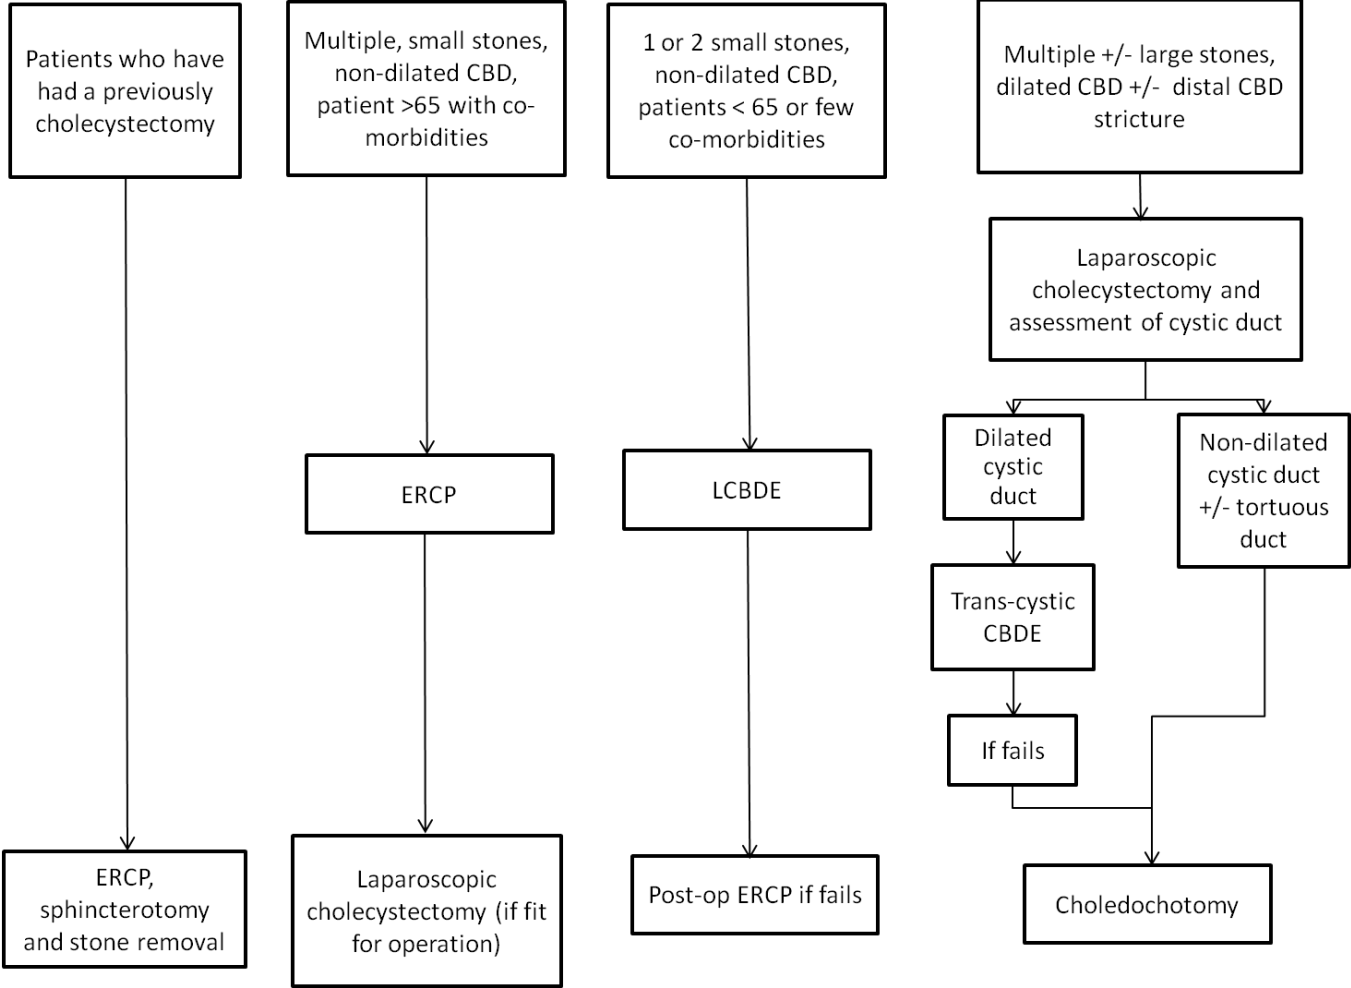 Patients who have
had a previously
cholecystectomy
Multiple, small stones,
non-dilated CBD,
patient >65 with co-
morbidities
1 or 2 small stones,
non-dilated CBD,
patients < 65 or few
co-morbidities
Multiple +/- large stones,
dilated CBD +/- distal CBD
stricture
Laparoscopic
cholecystectomy and
assessment of cystic duct
Dilated
cystic
duct
Non-dilated
cystic duct
+/- tortuous
duct
ERCP
LCBDE
Trans-cystic
CBDE
If fails
ERCP,
sphincterotomy
and stone removal
Laparoscopic
cholecystectomy (if fit
for operation)
Post-op ERCP if fails
Choledochotomy